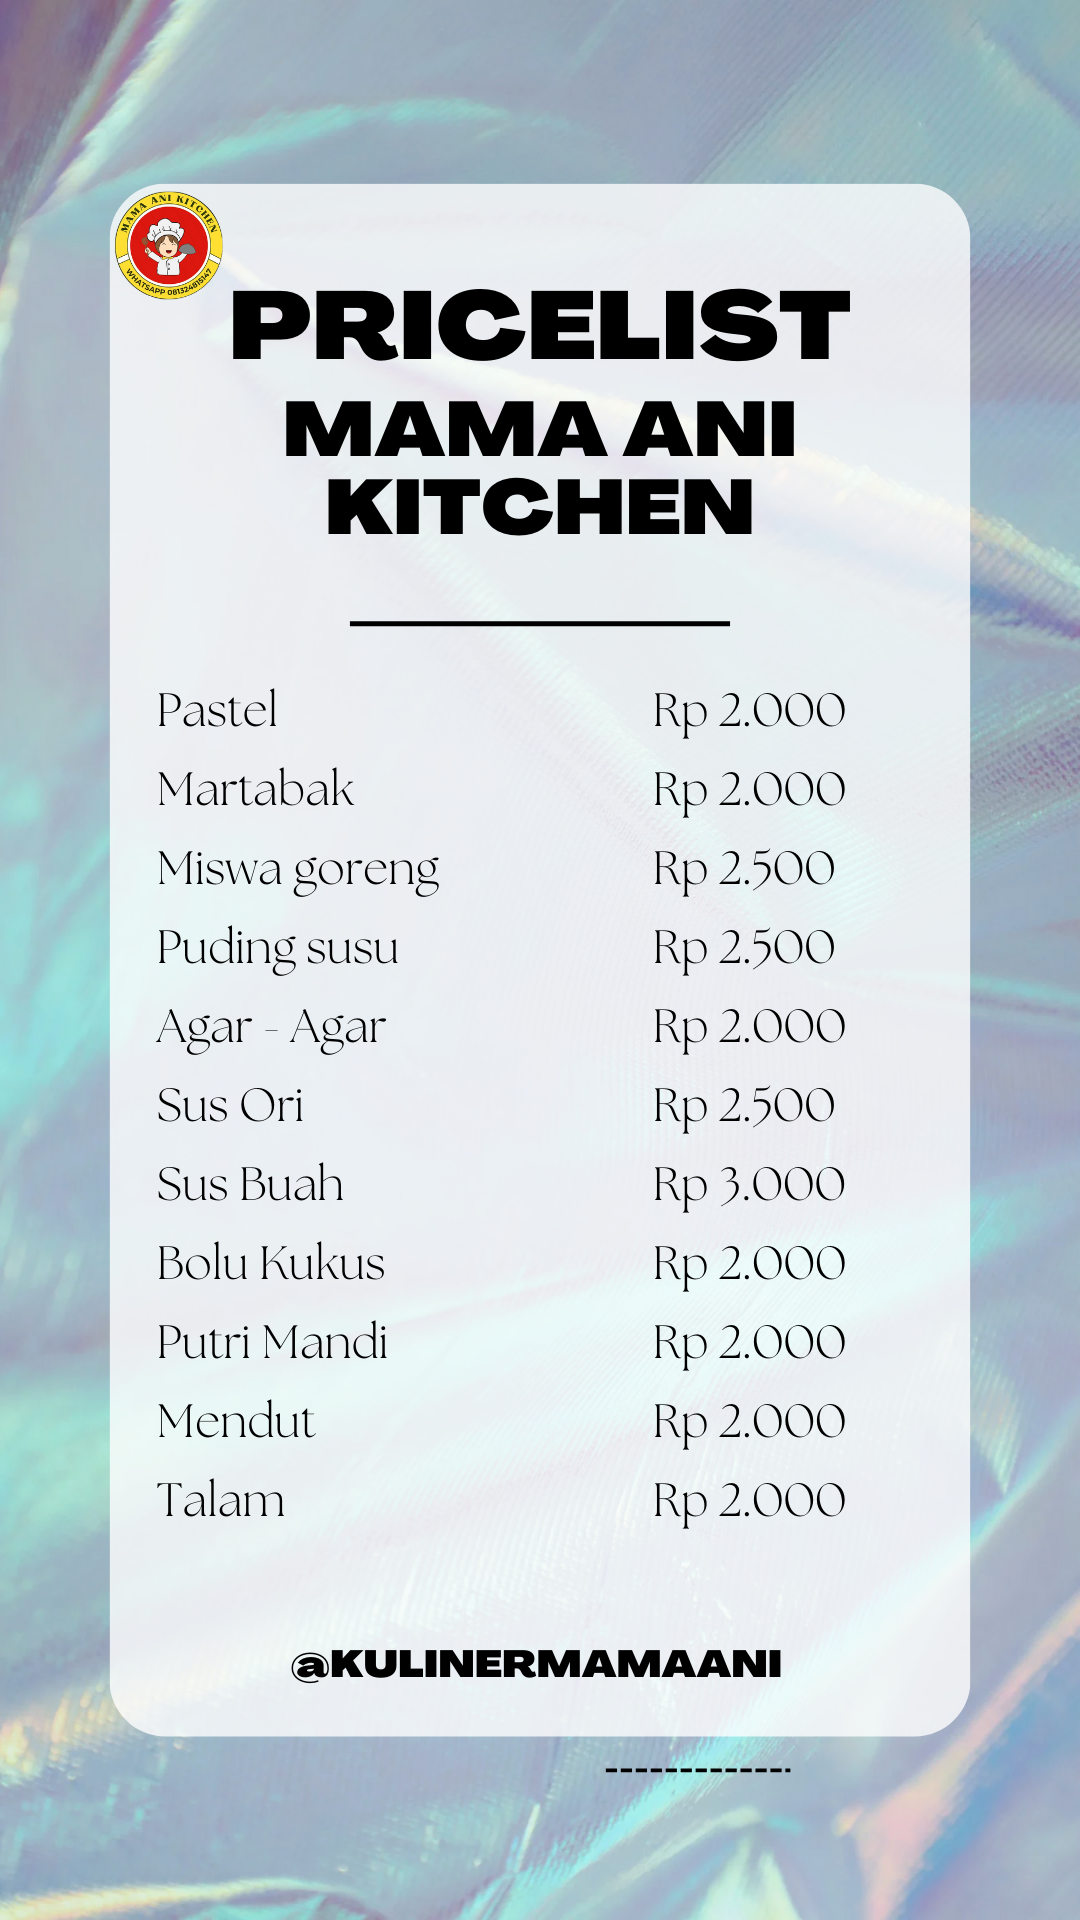 MAMA ANI KITCHEN
WHATSAPP 081324815147
PRICELIST
MAMA ANI
KITCHEN
Pastel Rp 2.000
Martabak Rp 2.000
Miswa goreng Rp 2.500
Puding susu Rp 2.500
Agar - Agar Rp 2.000
Sus Ori Rp 2.500
Sus Buah Rp 3.000
Bolu Kukus Rp 2.000
Putri Mandi Rp 2.000
Mendut Rp 2.000
Talam Rp 2.000
@KULINERMAMAANI